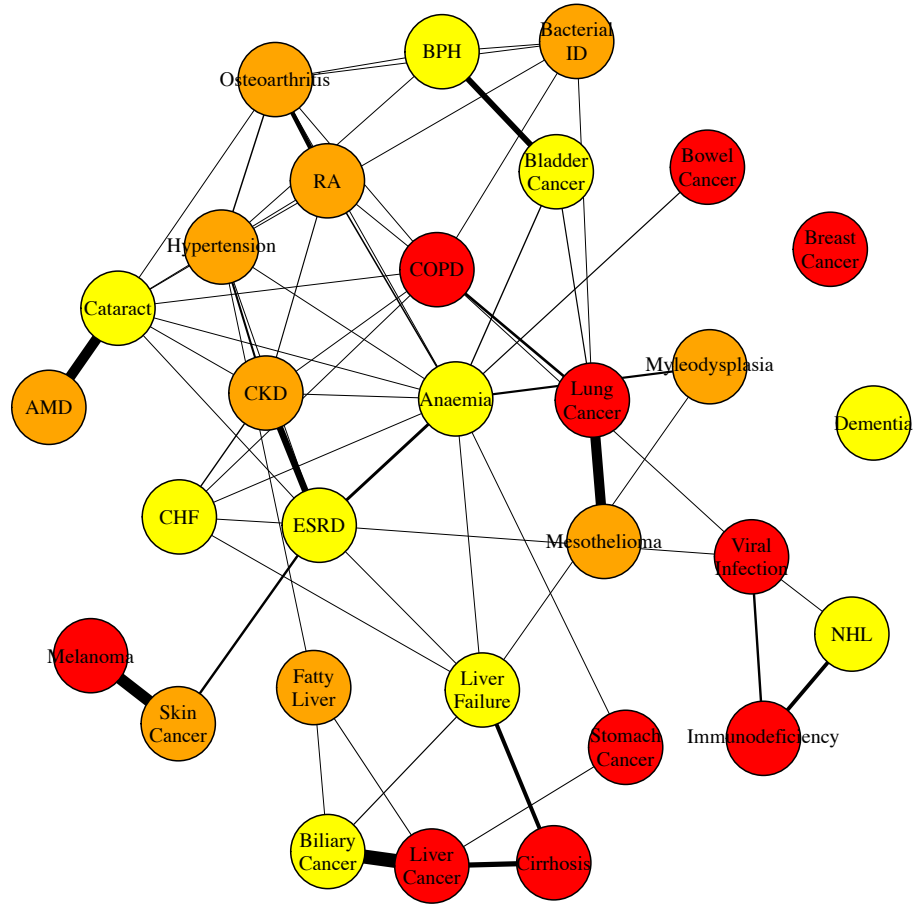 Bacterial
ID
BPH
Osteoarthritis
Bladder
Cancer
Bowel
Cancer
RA
Breast
Cancer
Hypertension
COPD
Cataract
Myleodysplasia
CKD
Anaemia
Lung
Cancer
AMD
Dementia
CHF
ESRD
Mesothelioma
Viral
Infection
NHL
Melanoma
Fatty
Liver
Liver
Failure
Skin
Cancer
Stomach
Cancer
Immunodeficiency
Biliary
Cancer
Liver
Cancer
Cirrhosis